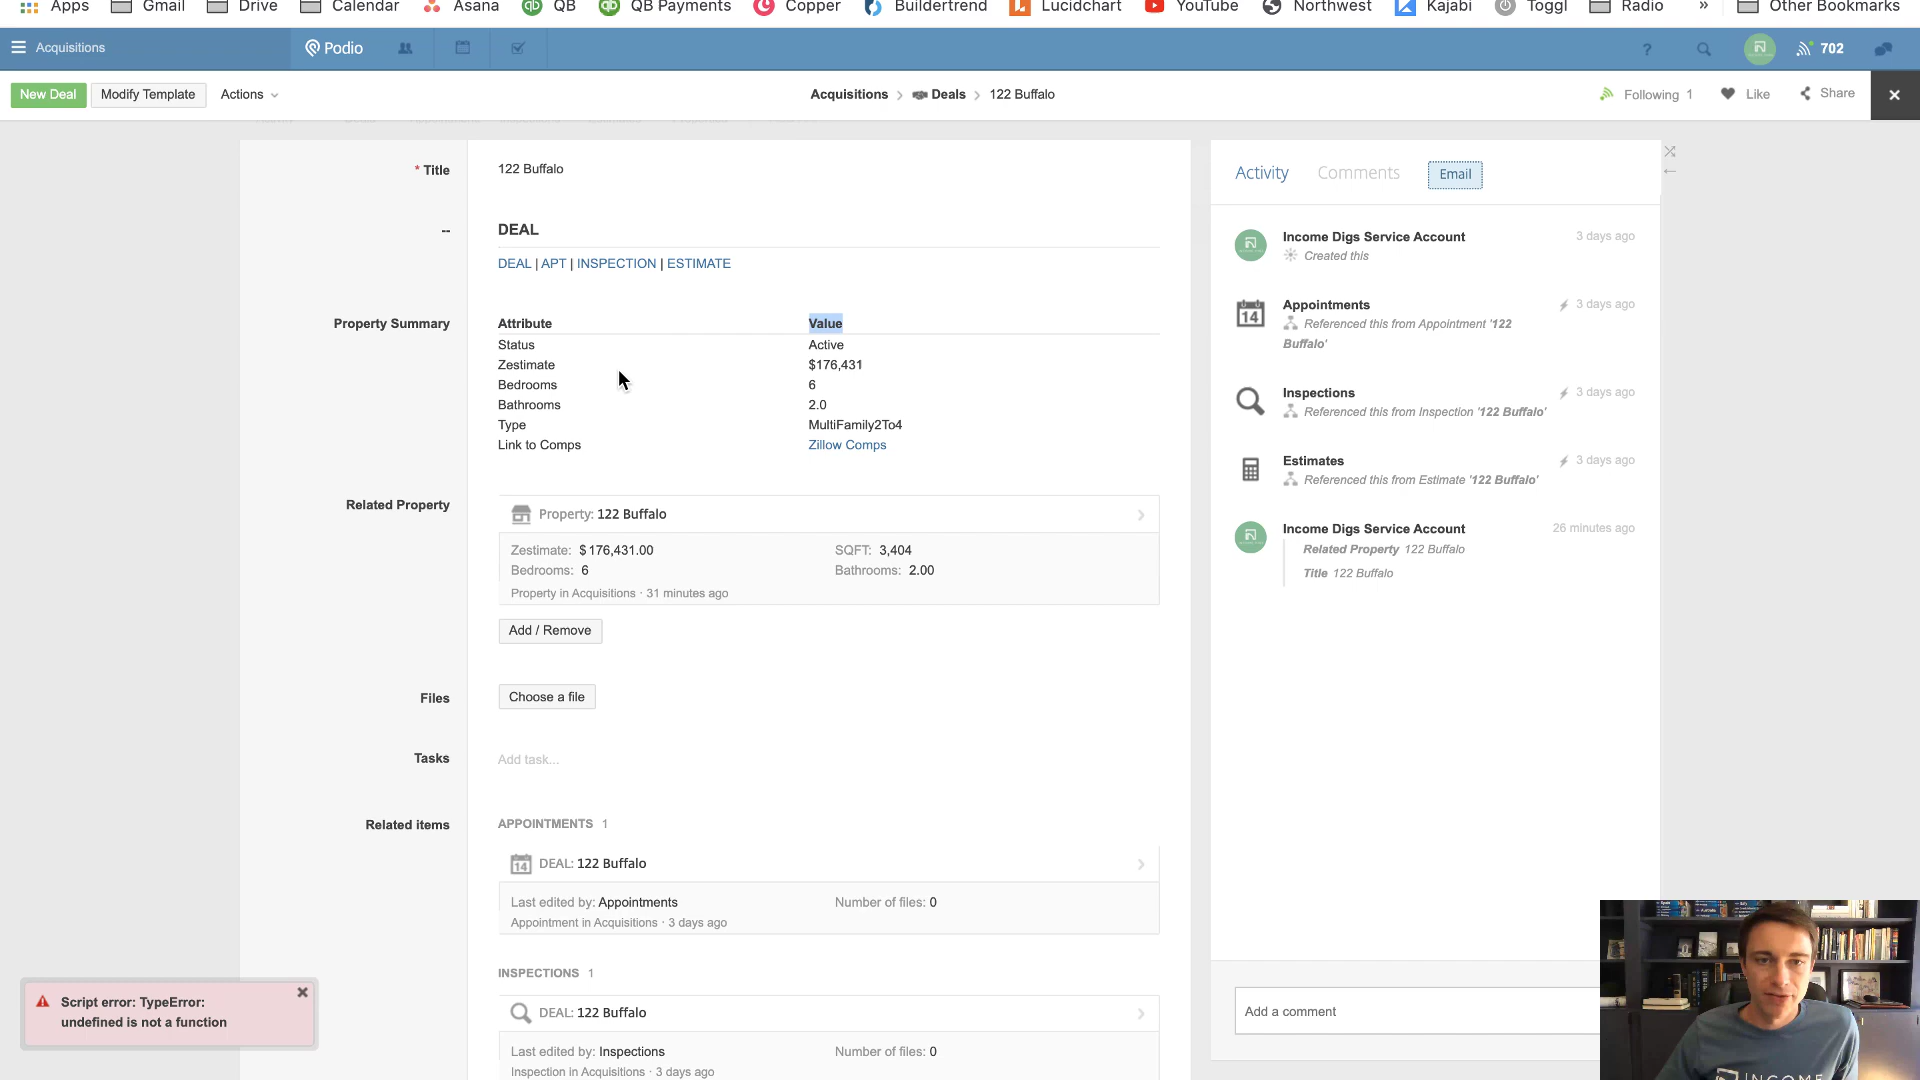 Apps Gmail Drive Calendar Asana QB QB Payments Copper Buildertrend Lucidchart YouTube Northwest Kajabi Toggl Radio » Other Bookmarks
Acquisitions Podio ? 702
New Deal Modify Template Actions Acquisitions > Deals > 122 Buffalo Following 1 Like Share ×
* Title 122 Buffalo
-- DEAL
DEAL | APT | INSPECTION | ESTIMATE
Property Summary Attribute Value
Status Active
Zestimate $176,431
Bedrooms 6
Bathrooms 2.0
Type MultiFamily2To4
Link to Comps Zillow Comps
Related Property
Property: 122 Buffalo
Zestimate: $176,431.00 SQFT: 3,404
Bedrooms: 6 Bathrooms: 2.00
Property in Acquisitions · 31 minutes ago
Add / Remove
Files Choose a file
Tasks Add task...
Related items APPOINTMENTS 1
14 DEAL: 122 Buffalo
Last edited by: Appointments Number of files: 0
Appointment in Acquisitions · 3 days ago
INSPECTIONS 1
DEAL: 122 Buffalo
Last edited by: Inspections Number of files: 0
Inspection in Acquisitions · 3 days ago
Activity Comments Email
Income Digs Service Account 3 days ago
Created this
14 Appointments 3 days ago
Referenced this from Appointment '122
Buffalo'
Inspections 3 days ago
Referenced this from Inspection '122 Buffalo'
Estimates 3 days ago
Referenced this from Estimate '122 Buffalo'
Income Digs Service Account 26 minutes ago
Related Property 122 Buffalo
Title 122 Buffalo
Add a comment
Script error: TypeError:
undefined is not a function
INCOME